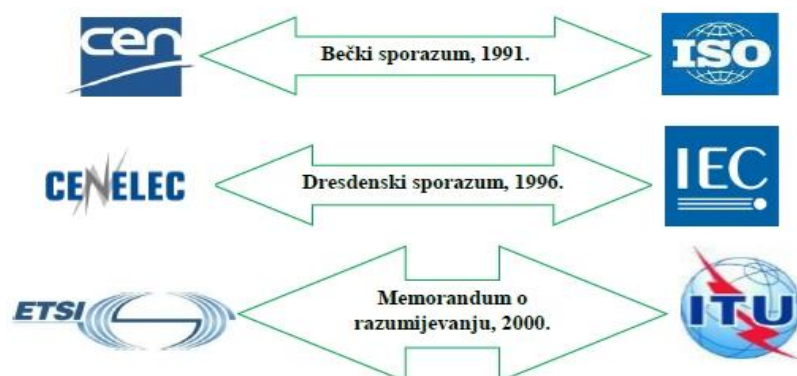 cen
Bečki sporazum, 1991.
ISO
CENELEC
Dresdenski sporazum, 1996.
IEC
ETSI
Memorandum o
razumijevanju, 2000.
ITU